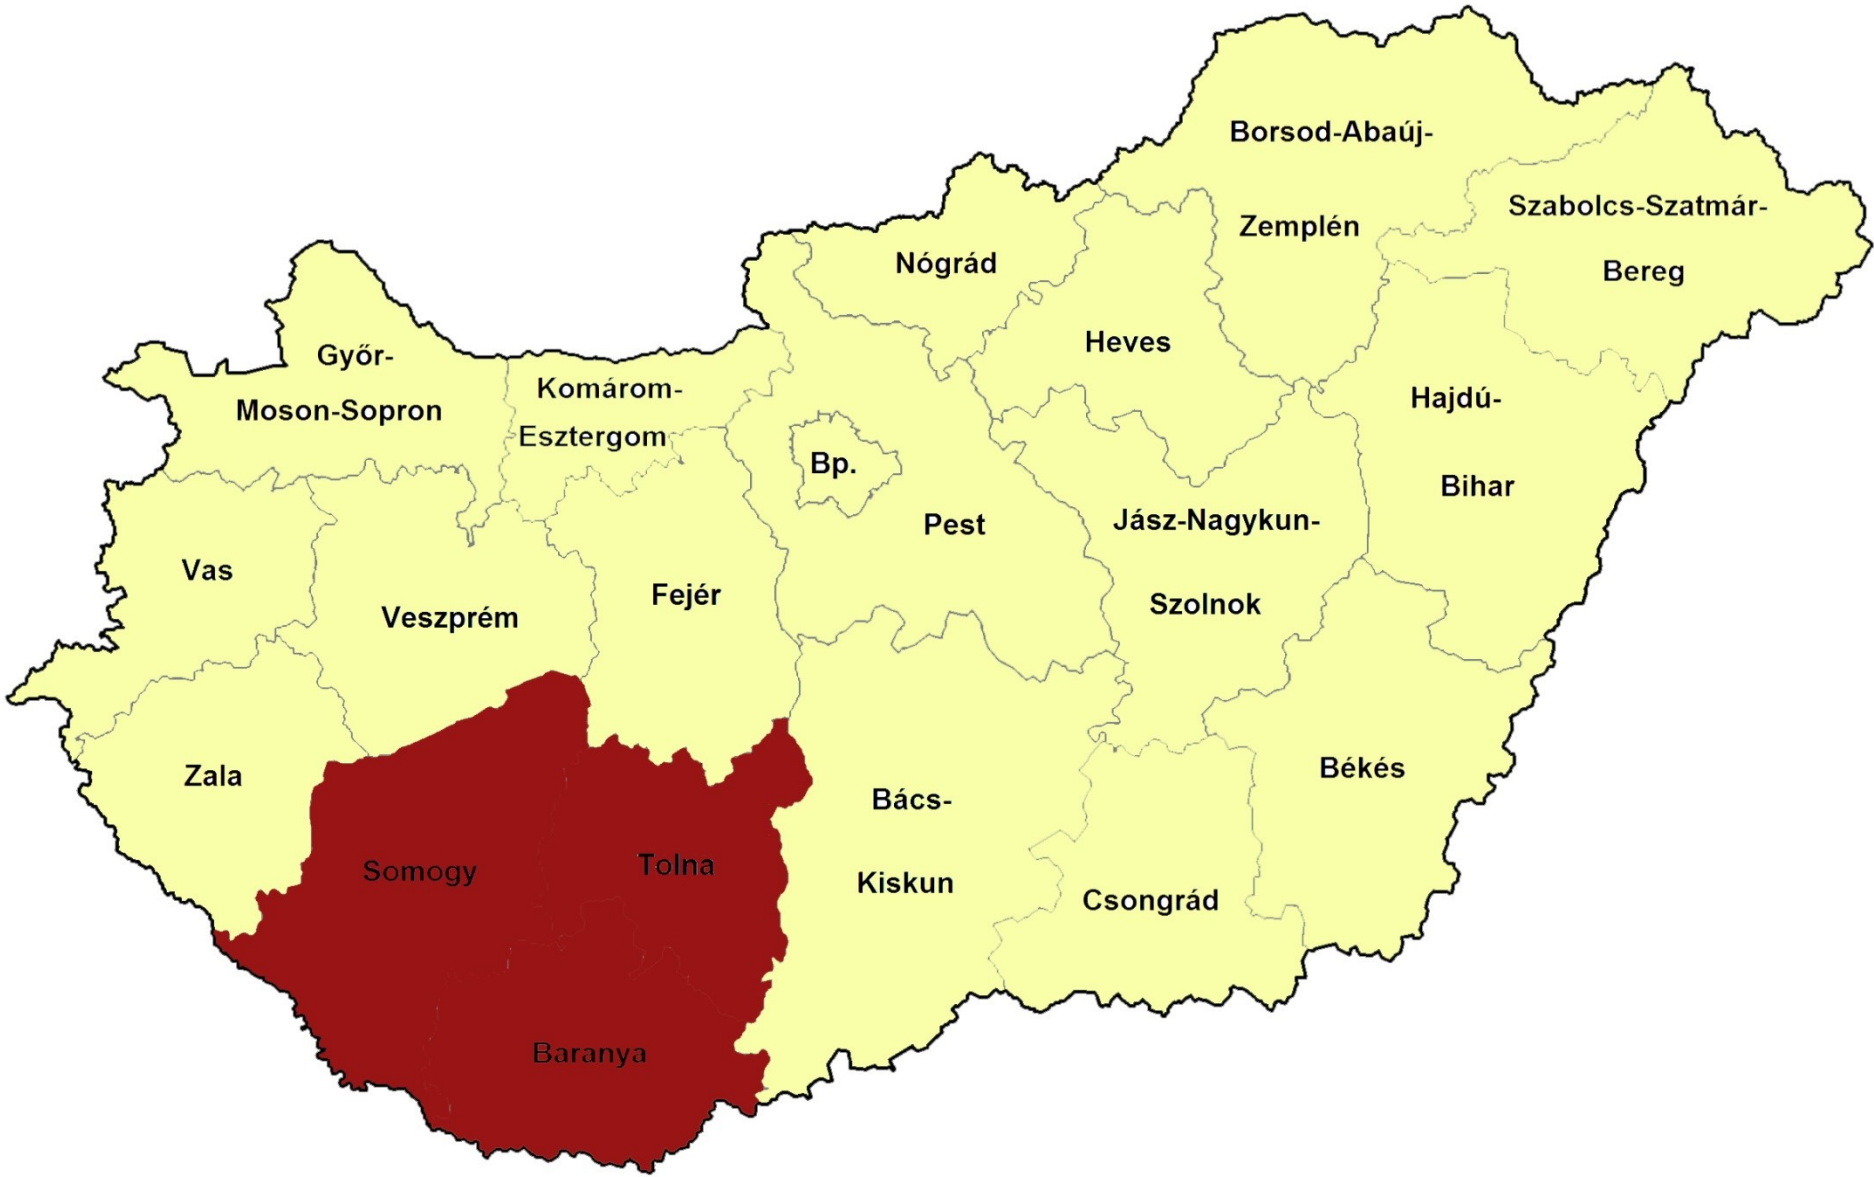 Borsod-Abaúj-
Zemplén
Szabolcs-Szatmár-
Bereg
Nógrád
Heves
Győr-
Moson-Sopron
Komárom-
Esztergom
Hajdú-
Bihar
Bp.
Pest
Jász-Nagykun-
Szolnok
Vas
Veszprém
Fejér
Zala
Békés
Bács-
Kiskun
Somogy
Tolna
Csongrád
Baranya